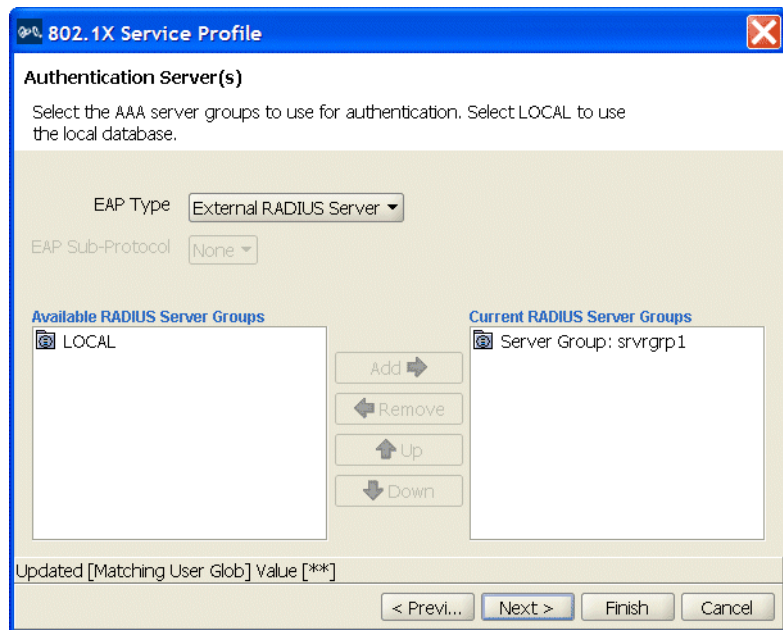 802.1X Service Profile
Authentication Server(s)
Select the AAA server groups to use for authentication. Select LOCAL to use
the local database.
EAP Type
External RADIUS Server
EAP Sub-Protocol
None
Available RADIUS Server Groups
LOCAL
Add
Remove
Up
Down
Current RADIUS Server Groups
Server Group: srvrgrp1
Updated [Matching User Glob] Value [**]
< Previ...
Next >
Finish
Cancel